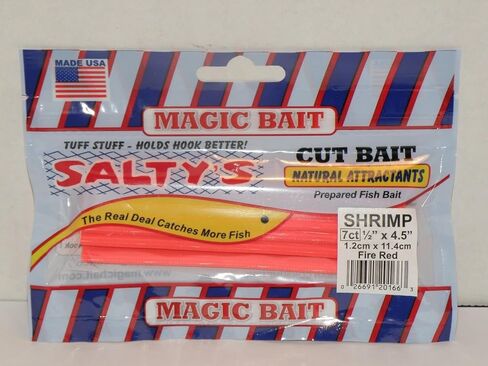 MADE USA
MAGIC BAIT
TUFF STUFF - HOLDS HOOK BETTER!
SALTY'S
CUT BAIT
NATURAL ATTRACTANTS
Prepared Fish Bait
The Real Deal Catches More Fish
SHRIMP
7ct ½" x 4.5"
1.2cm x 11.4cm
Fire Red
0 26691 20166 3
MAGIC BAIT